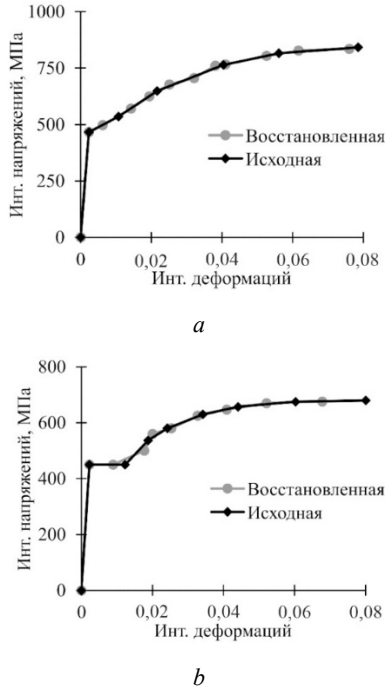 Инт. напряжений, МПа
1000
750
500
250
0
Восстановленная
Исходная
0 0,02 0,04 0,06 0,08
Инт. деформаций
a
Инт. напряжений, МПа
800
600
400
200
0
Восстановленная
Исходная
0 0,02 0,04 0,06 0,08
Инт. деформаций
b